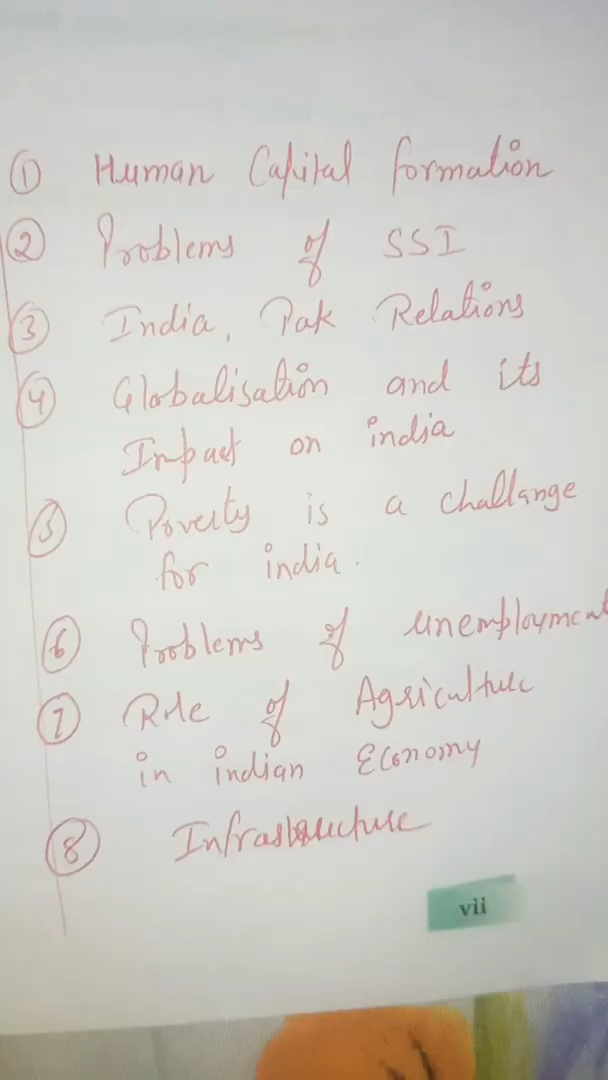 ① Human Capital formation
② Problems of SSI
③ India, Pak Relations
④ Globalisation and its
Impact on india
⑤ Poverty is a challange
for india.
⑥ Problems of unemployment
⑦ Role of Agriculture
in indian Economy
⑧ Infrastructure
vii